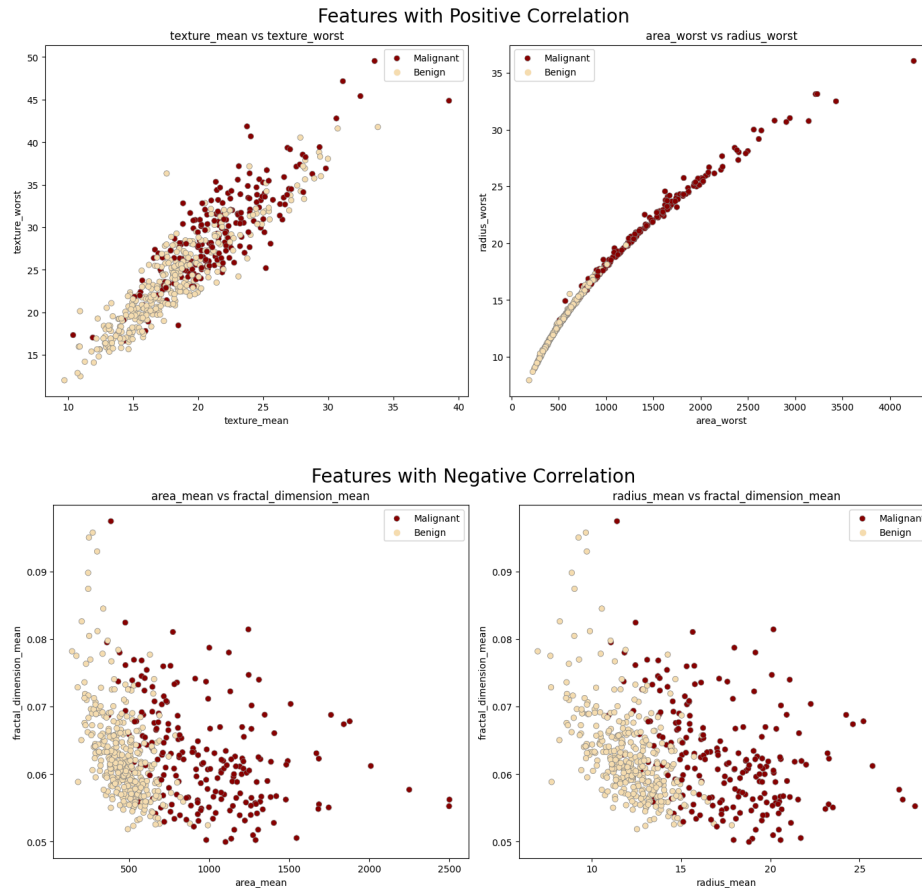 Features with Positive Correlation
texture_mean vs texture_worst
area_worst vs radius_worst
Malignant
Benign
Malignant
Benign
texture_worst
50
45
40
35
30
25
20
15
radius_worst
35
30
25
20
15
10
10 15 20 25 30 35 40
0 500 1000 1500 2000 2500 3000 3500 4000
texture_mean
area_worst
Features with Negative Correlation
area_mean vs fractal_dimension_mean
radius_mean vs fractal_dimension_mean
Malignant
Benign
Malignant
Benign
fractal_dimension_mean
0.09
0.08
0.07
0.06
0.05
fractal_dimension_mean
0.09
0.08
0.07
0.06
0.05
500 1000 1500 2000 2500
10 15 20 25
area_mean
radius_mean